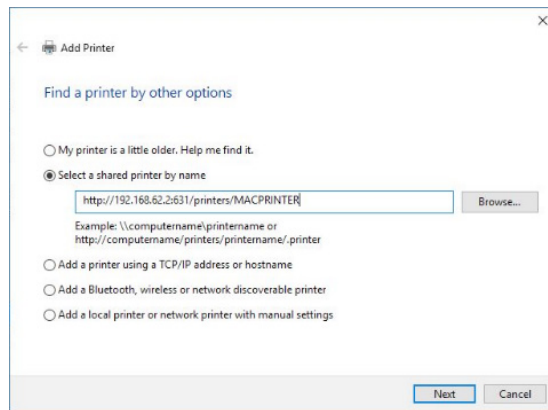 Add Printer
Find a printer by other options
My printer is a little older. Help me find it.
Select a shared printer by name
http://192.168.62.2:631/printers/MACPRINTER
Browse...
Example: \\computername\printername or
http://computername/printers/printername/.printer
Add a printer using a TCP/IP address or hostname
Add a Bluetooth, wireless or network discoverable printer
Add a local printer or network printer with manual settings
Next
Cancel